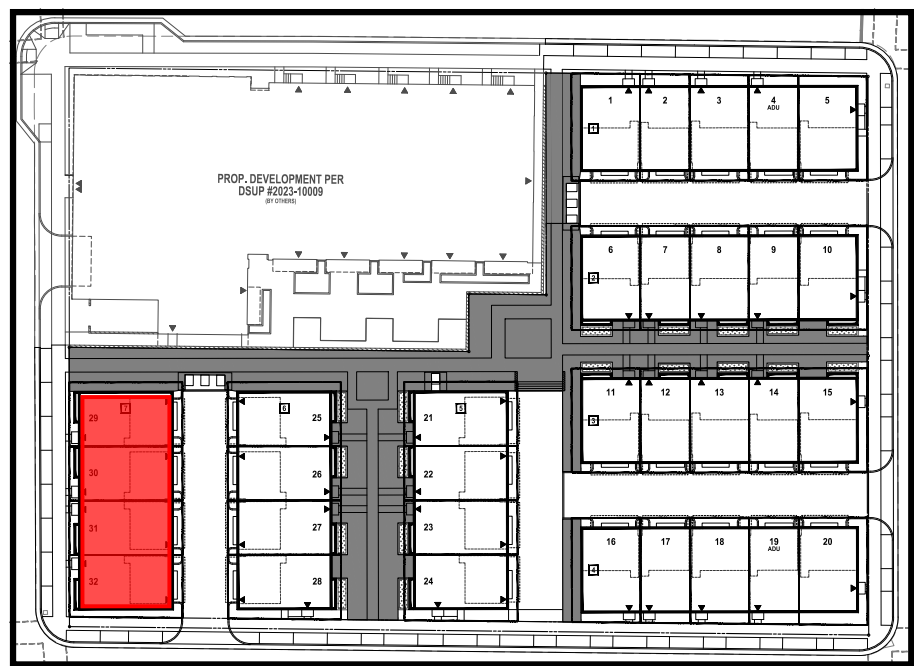 1 2 3 4 5
ADU
1
PROP. DEVELOPMENT PER
DSUP #2023-10009
(BY OTHERS)
6 7 8 9 10
2
11 12 13 14 15
3
29 7 6 25 21 5
30 26 22
31 27 23
32 28 24
16 17 18 19 20
ADU
4